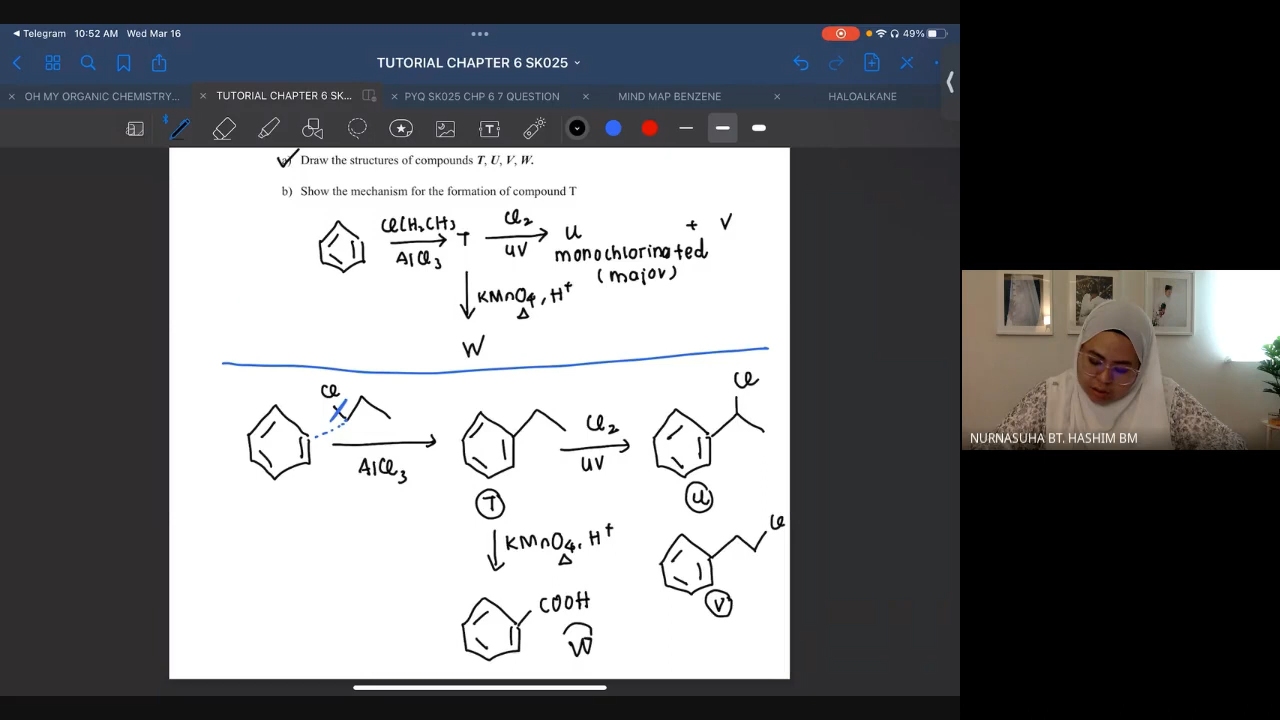 Telegram 10:52 AM Wed Mar 16 49%
TUTORIAL CHAPTER 6 SK025
OH MY ORGANIC CHEMISTRY... TUTORIAL CHAPTER 6 SK... PYQ SK025 CHP 6 7 QUESTION MIND MAP BENZENE HALOALKANE
a) Draw the structures of compounds T, U, V, W.
b) Show the mechanism for the formation of compound T
ClCH2CH3 Cl2 + V
T U
AlCl3 UV monochlorinated
(major)
KMnO4, H+
Δ
W
Cl Cl
Cl2
AlCl3 UV
T U
KMnO4, H+ Cl
Δ
V
COOH
W
NURNASUHA BT. HASHIM BM